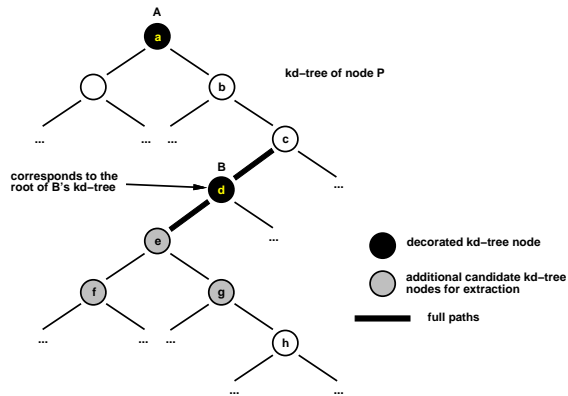 A
a
kd-tree of node P
b
... ... ... ...
c
corresponds to the
root of B's kd-tree
B
d
...
e
...
decorated kd-tree node
f
g
additional candidate kd-tree
nodes for extraction
full paths
... ... ... ...
h
... ...